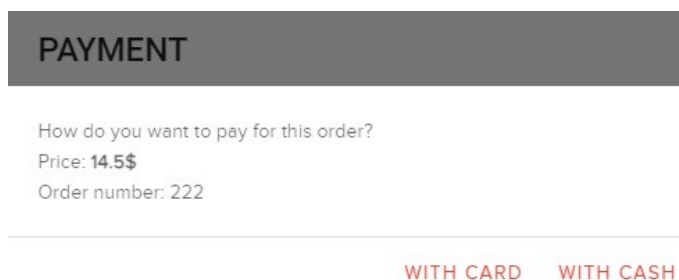 PAYMENT
How do you want to pay for this order?
Price: 14.5$
Order number: 222
WITH CARD WITH CASH